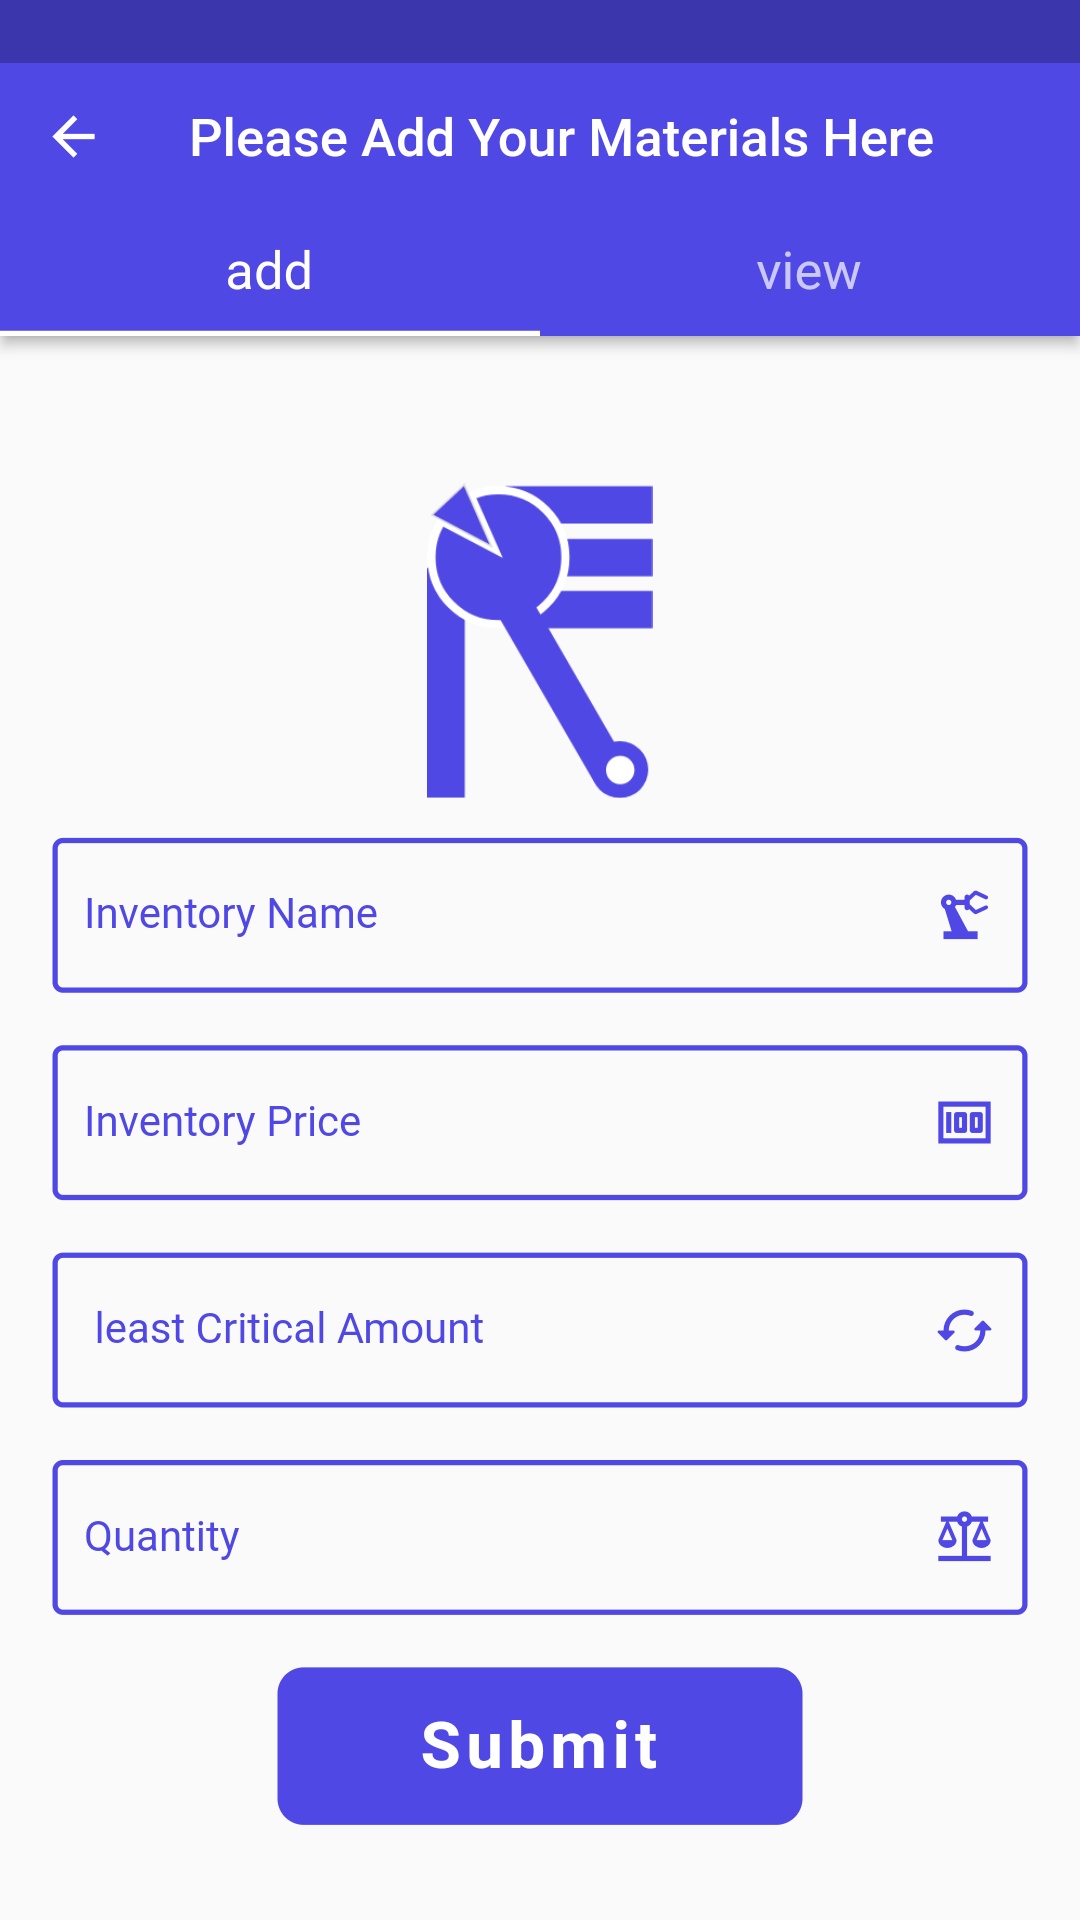 Please Add Your Materials Here
add
view
Inventory Name
Inventory Price
100
least Critical Amount
Quantity
Submit